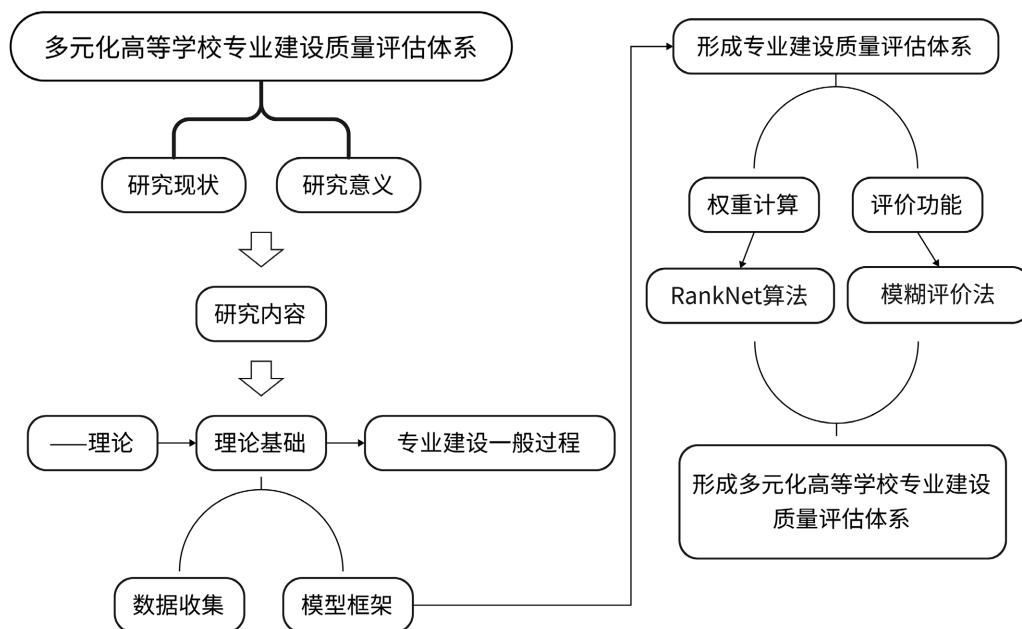 多元化高等学校专业建设质量评估体系
研究现状
研究意义
研究内容
——理论
理论基础
专业建设一般过程
数据收集
模型框架
形成专业建设质量评估体系
权重计算
评价功能
RankNet算法
模糊评价法
形成多元化高等学校专业建设
质量评估体系